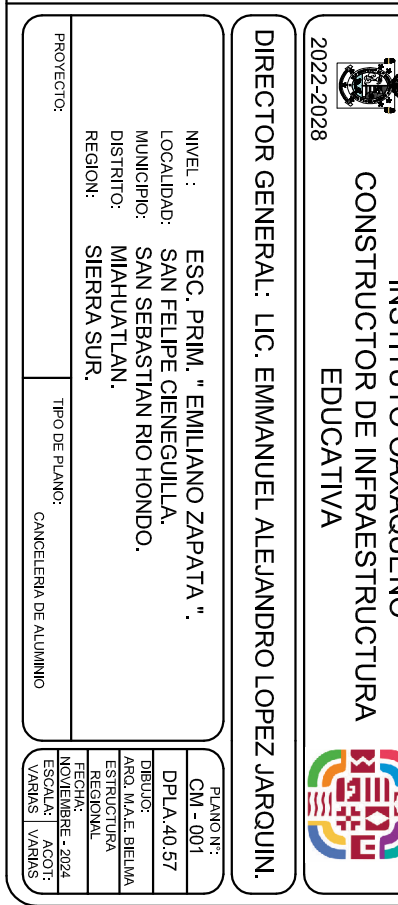 INSTITUTO OAXAQUEÑO
CONSTRUCTOR DE INFRAESTRUCTURA
EDUCATIVA
2022-2028
DIRECTOR GENERAL: LIC. EMMANUEL ALEJANDRO LOPEZ JARQUIN.
NIVEL : ESC. PRIM. " EMILIANO ZAPATA ".
LOCALIDAD: SAN FELIPE CIENEGUILLA.
MUNICIPIO: SAN SEBASTIAN RIO HONDO.
DISTRITO: MIAHUATLAN.
REGION: SIERRA SUR.
PROYECTO:
TIPO DE PLANO:
CANCELERIA DE ALUMINIO
PLANO Nº:
CM - 001
DPLA-40.57
DIBUJO:
ARQ. M.A.E. BIELMA
ESTRUCTURA
REGIONAL
FECHA:
NOVIEMBRE - 2024
ESCALA: ACOT:
VARIAS VARIAS